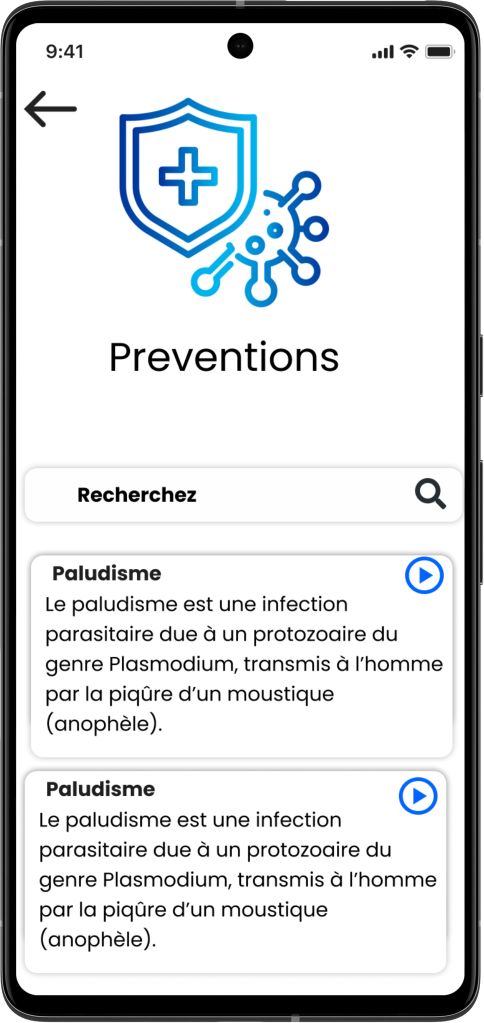 9:41
Preventions
Recherchez
Paludisme
Le paludisme est une infection
parasitaire due à un protozoaire du
genre Plasmodium, transmis à l’homme
par la piqûre d’un moustique
(anophèle).
Paludisme
Le paludisme est une infection
parasitaire due à un protozoaire du
genre Plasmodium, transmis à l’homme
par la piqûre d’un moustique
(anophèle).